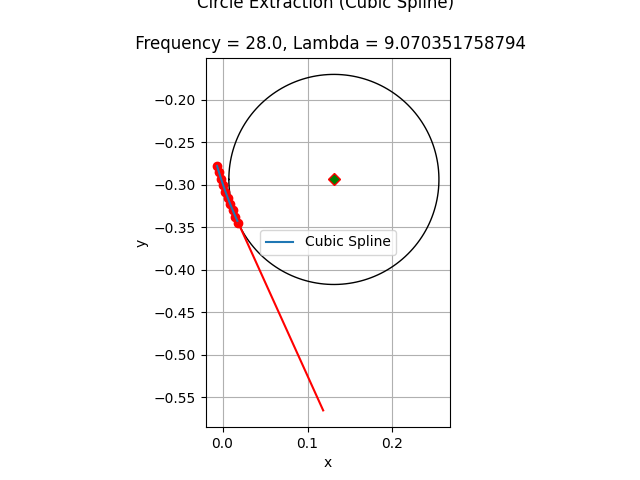 Circle Extraction (Cubic Spline)
Frequency = 28.0, Lambda = 9.070351758794
−0.20
−0.25
−0.30
−0.35
−0.40
−0.45
−0.50
−0.55
y
Cubic Spline
0.0 0.1 0.2
x